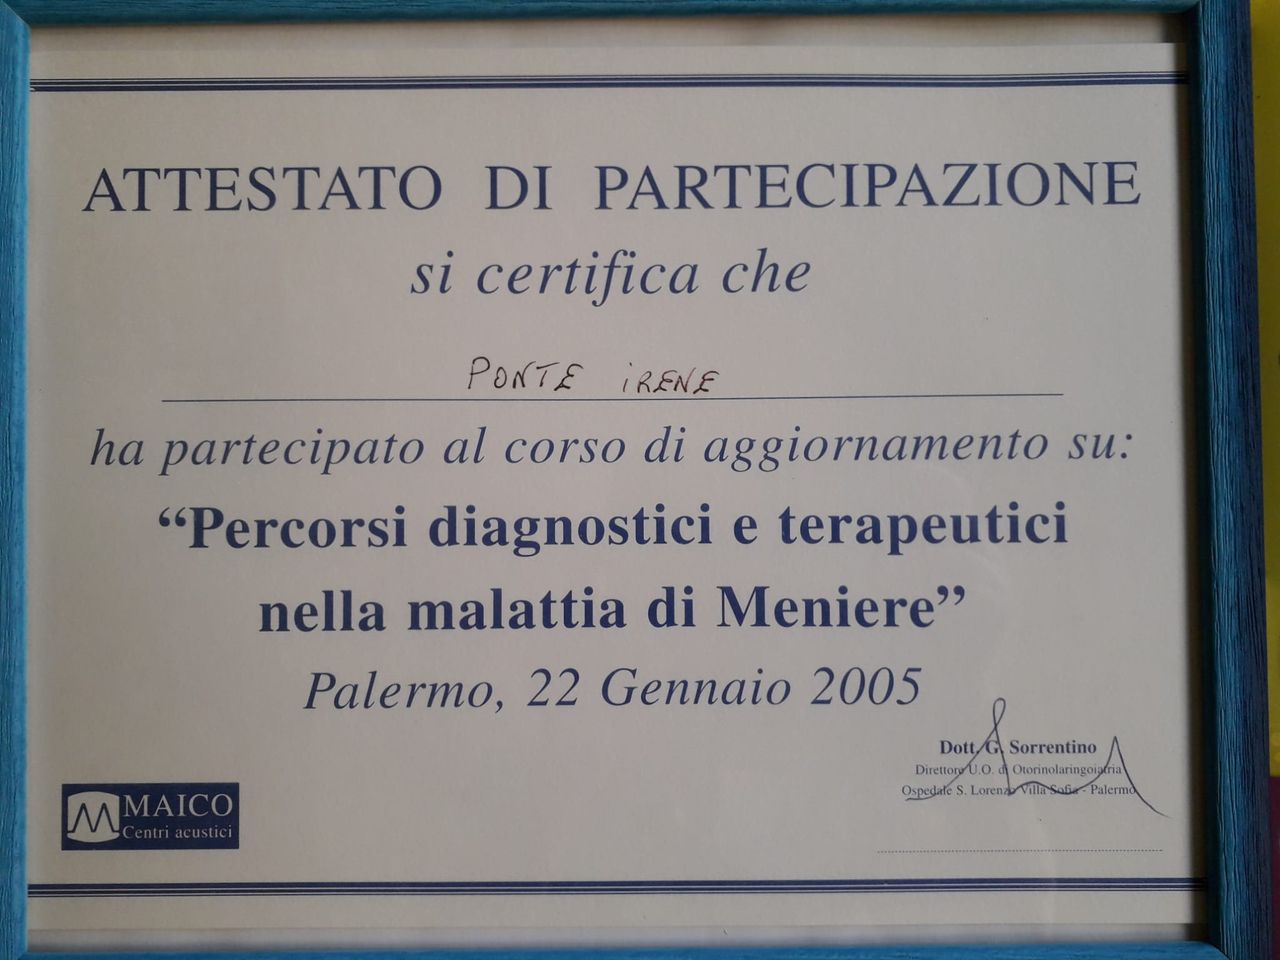 ATTESTATO DI PARTECIPAZIONE
si certifica che
PONTE iRENE
ha partecipato al corso di aggiornamento su:
“Percorsi diagnostici e terapeutici
nella malattia di Meniere”
Palermo, 22 Gennaio 2005
Dott. G. Sorrentino
Direttore U.O. di Otorinolaringoiatria
Ospedale S. Lorenzo Villa Sofia - Palermo
MAICO
Centri acustici